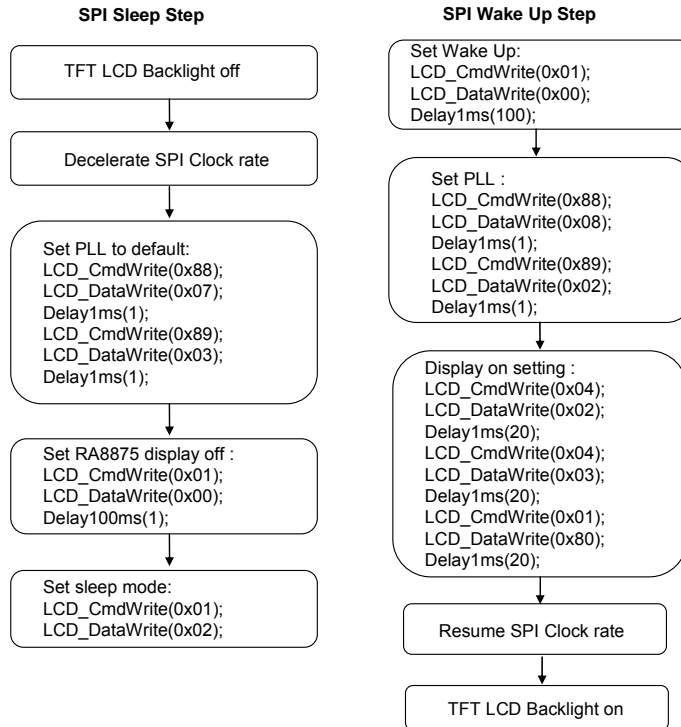 SPI Sleep Step
TFT LCD Backlight off
Decelerate SPI Clock rate
Set PLL to default:
LCD_CmdWrite(0x88);
LCD_DataWrite(0x07);
Delay1ms(1);
LCD_CmdWrite(0x89);
LCD_DataWrite(0x03);
Delay1ms(1);
Set RA8875 display off :
LCD_CmdWrite(0x01);
LCD_DataWrite(0x00);
Delay100ms(1);
Set sleep mode:
LCD_CmdWrite(0x01);
LCD_DataWrite(0x02);
SPI Wake Up Step
Set Wake Up:
LCD_CmdWrite(0x01);
LCD_DataWrite(0x00);
Delay1ms(100);
Set PLL :
LCD_CmdWrite(0x88);
LCD_DataWrite(0x08);
Delay1ms(1);
LCD_CmdWrite(0x89);
LCD_DataWrite(0x02);
Delay1ms(1);
Display on setting :
LCD_CmdWrite(0x04);
LCD_DataWrite(0x02);
Delay1ms(20);
LCD_CmdWrite(0x04);
LCD_DataWrite(0x03);
Delay1ms(20);
LCD_CmdWrite(0x01);
LCD_DataWrite(0x80);
Delay1ms(20);
Resume SPI Clock rate
TFT LCD Backlight on